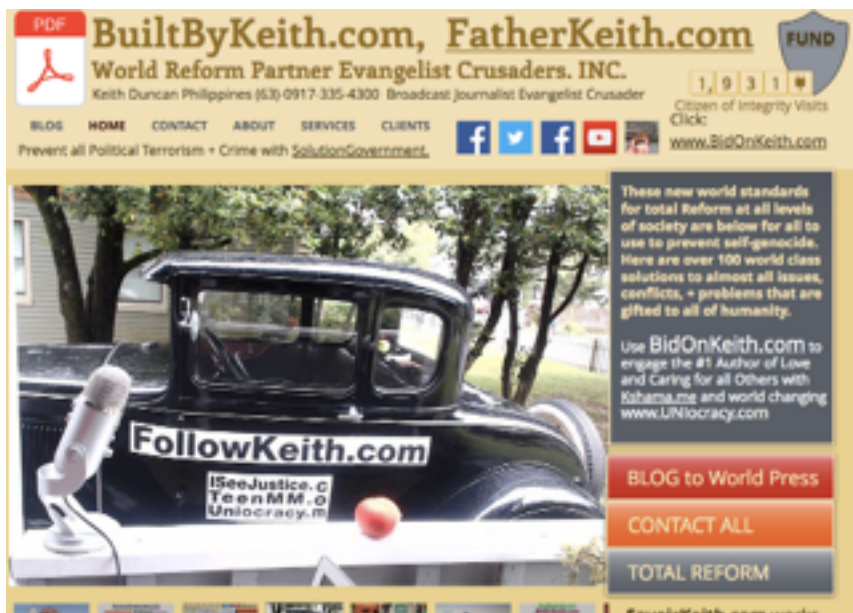 PDF
BuiltByKeith.com, FatherKeith.com
FUND
World Reform Partner Evangelist Crusaders. INC.
Keith Duncan Philippines (63) 0917-335-4300 Broadcast Journalist Evangelist Crusader
1,931
Citizen of Integrity Visits
BLOG HOME CONTACT ABOUT SERVICES CLIENTS
Click:
www.BidOnKeith.com
Prevent all Political Terrorism + Crime with SolutionGovernment.
These new world standards
for total Reform at all levels
of society are below for all to
use to prevent self-genocide.
Here are over 100 world class
solutions to almost all issues,
conflicts, + problems that are
gifted to all of humanity.
Use BidOnKeith.com to
engage the #1 Author of Love
and Caring for all Others with
Kshama.me and world changing
www.UNIocracy.com
FollowKeith.com
ISeeJustice.c
TeenMM.o
Uniocracy.m
BLOG to World Press
CONTACT ALL
TOTAL REFORM